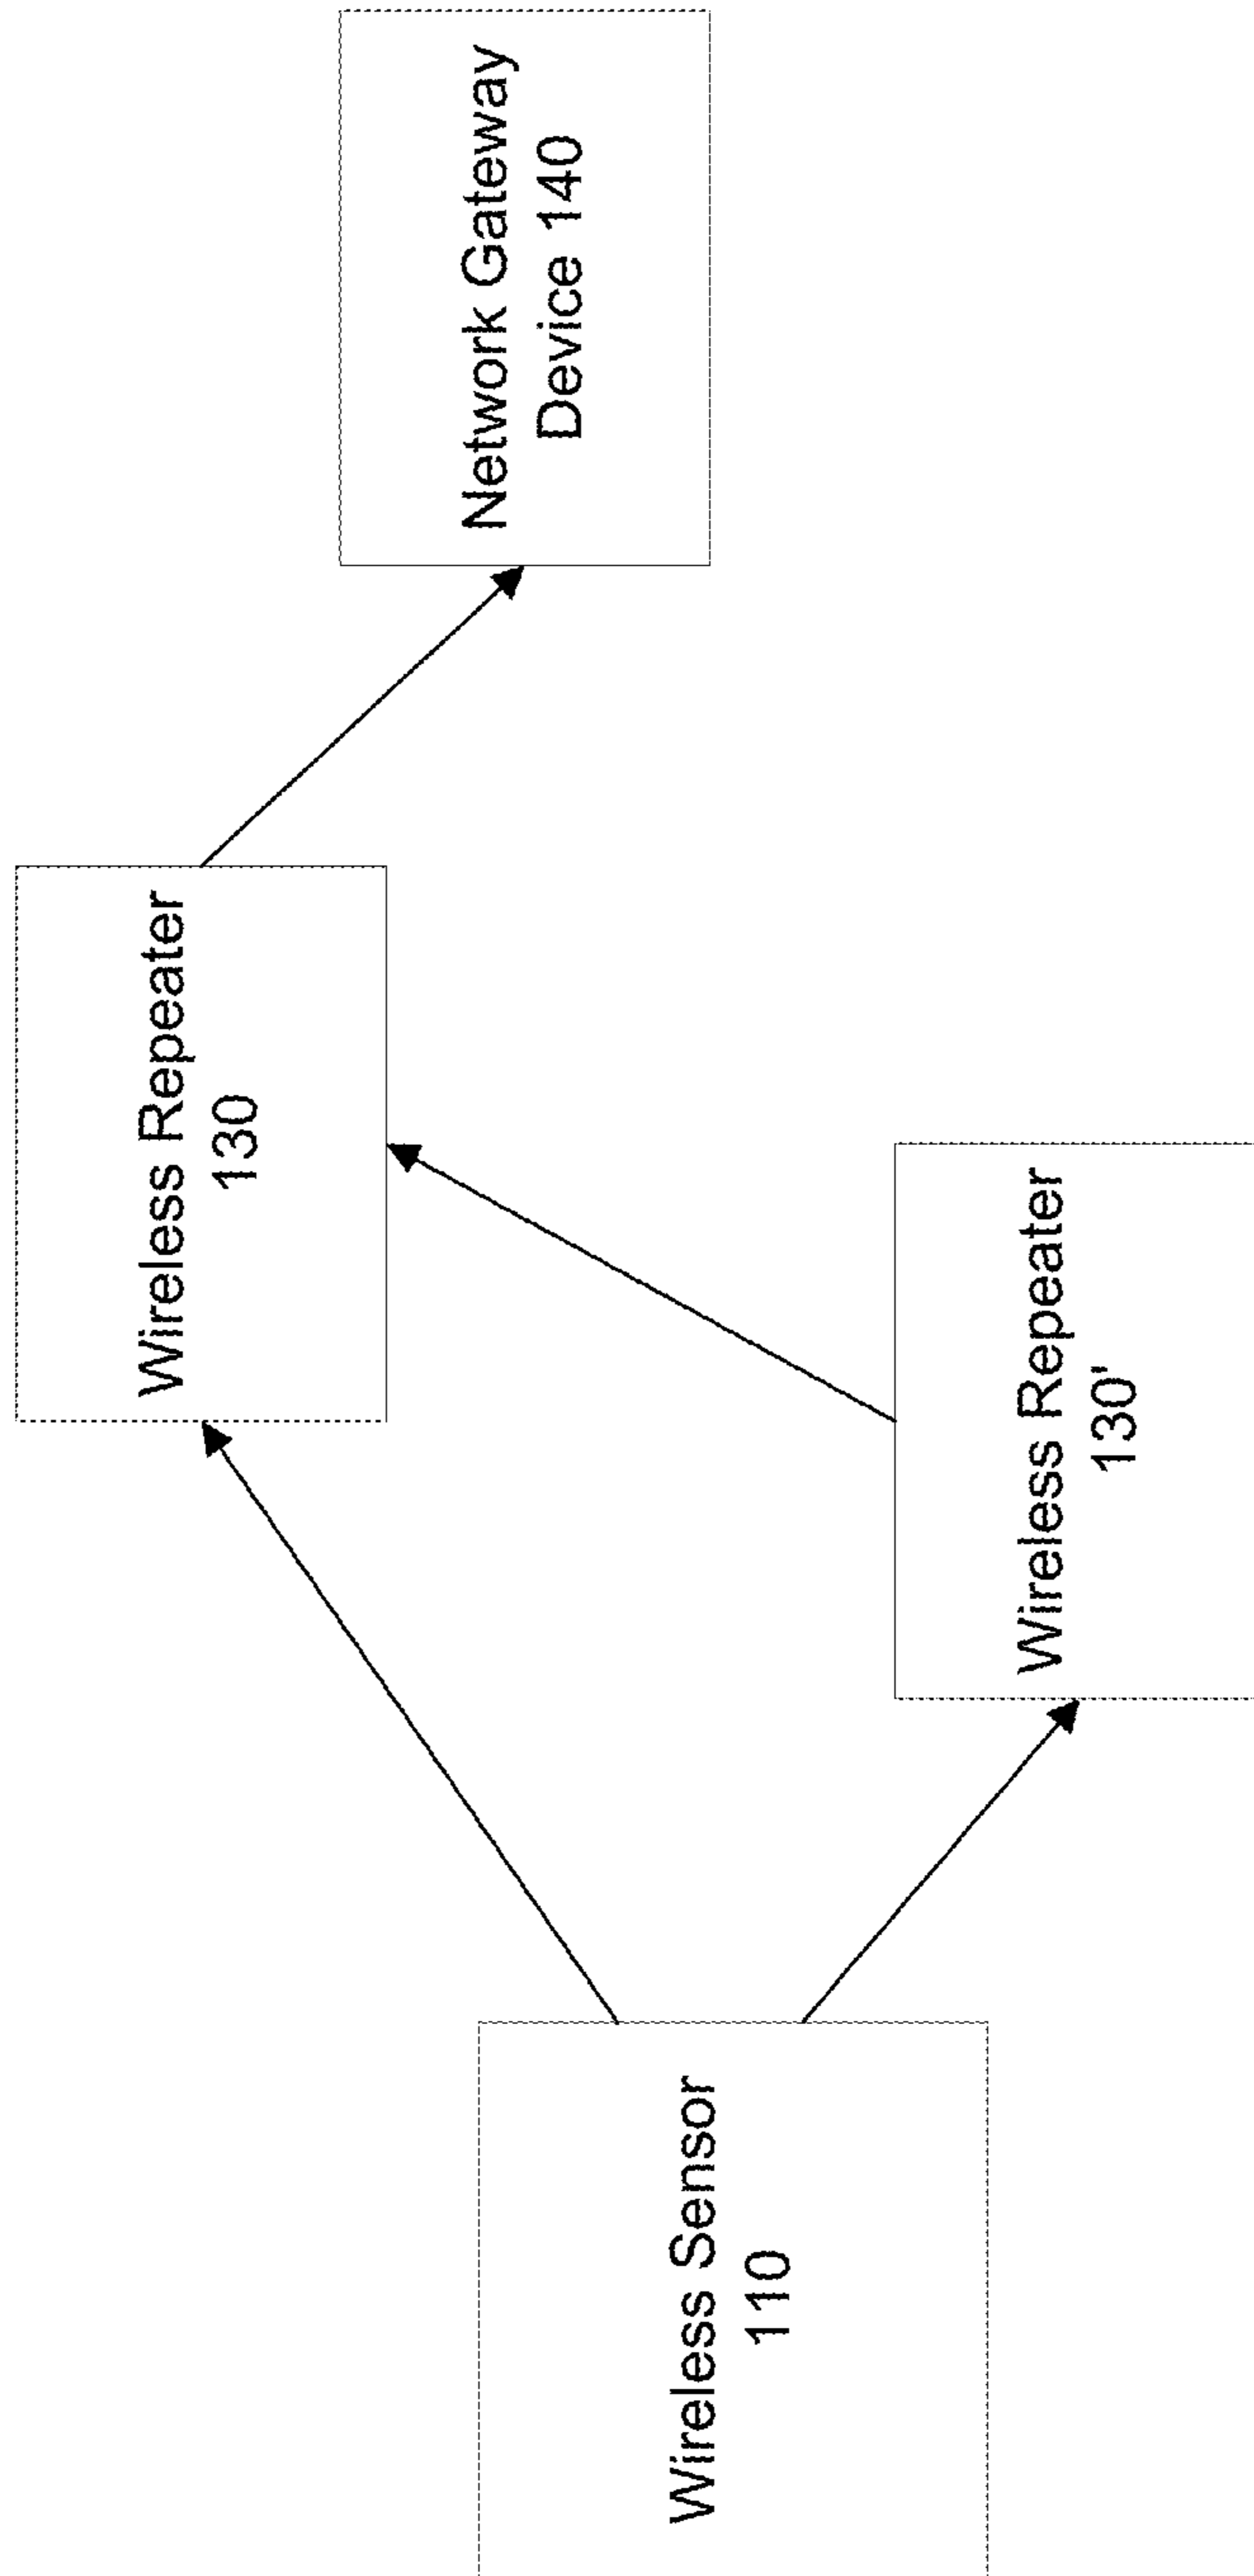 Wireless Sensor
110
Wireless Repeater
130
Wireless Repeater
130'
Network Gateway
Device 140